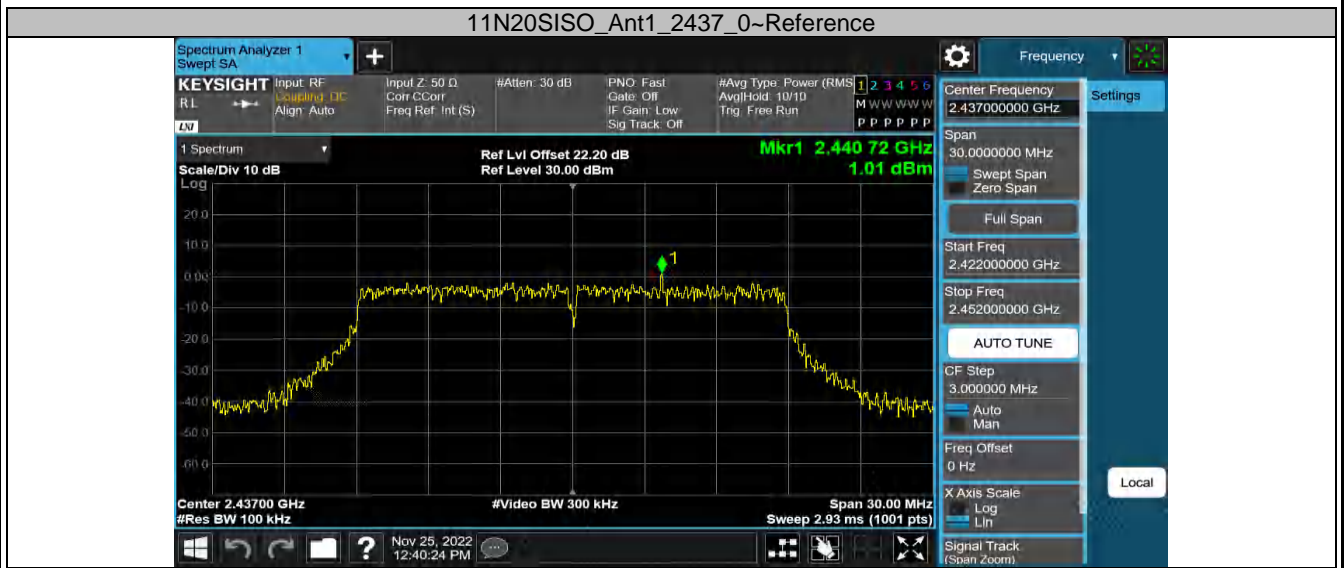 11N20SISO_Ant1_2437_0~Reference
Spectrum Analyzer 1
Swept SA
Frequency
KEYSIGHT
RL
LXI
Input: RF
Coupling: DC
Align: Auto
Input Z: 50 Ω
Corr CCorr
Freq Ref: Int (S)
#Atten: 30 dB
PNO: Fast
Gate: Off
IF Gain: Low
Sig Track: Off
#Avg Type: Power (RMS
Avg|Hold: 10/10
Trig: Free Run
1 2 3 4 5 6
M W W W W W
P P P P P P
1 Spectrum
Scale/Div 10 dB
Log
Ref Lvl Offset 22.20 dB
Ref Level 30.00 dBm
Mkr1 2.440 72 GHz
1.01 dBm
20.0
10.0
0.00
-10.0
-20.0
-30.0
-40.0
-50.0
-60.0
1
Center 2.43700 GHz
#Res BW 100 kHz
#Video BW 300 kHz
Span 30.00 MHz
Sweep 2.93 ms (1001 pts)
Nov 25, 2022
12:40:24 PM
Center Frequency
2.437000000 GHz
Settings
Span
30.0000000 MHz
Swept Span
Zero Span
Full Span
Start Freq
2.422000000 GHz
Stop Freq
2.452000000 GHz
AUTO TUNE
CF Step
3.000000 MHz
Auto
Man
Freq Offset
0 Hz
Local
X Axis Scale
Log
Lin
Signal Track
(Span Zoom)